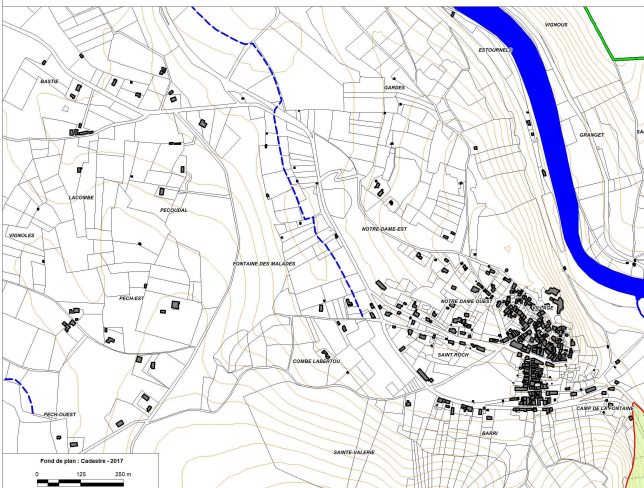 VIGNOUS
ESTOURNELS
BASTIE
GARDES
GRANGET
LACOMBE
PECOUDAL
NOTRE-DAME-EST
VIGNOLES
FONTAINE DES MALADES
PECH-EST
NOTRE DAME OUEST
SAINT ROCH
COMBE LABERTOU
CAMP DE LA FONTAINE
PECH-OUEST
BARRI
SAINTE-VALERIE
Fond de plan : Cadastre - 2017
0 125 250 m